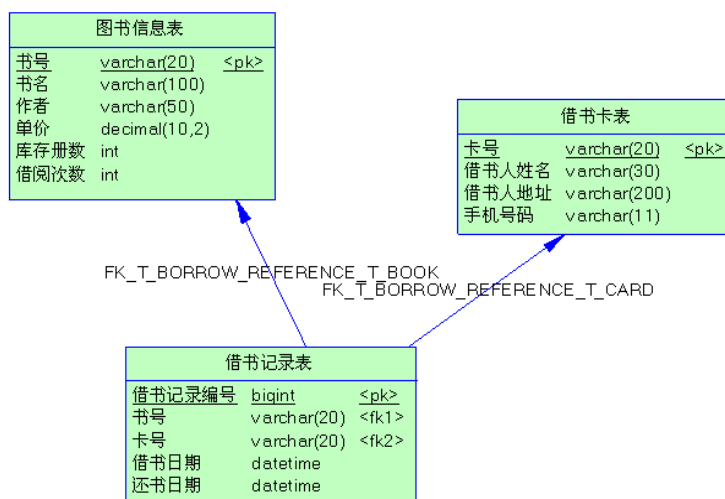 图书信息表
书号 varchar(20) <pk>
书名 varchar(100)
作者 varchar(50)
单价 decimal(10,2)
库存册数 int
借阅次数 int
借书卡表
卡号 varchar(20) <pk>
借书人姓名 varchar(30)
借书人地址 varchar(200)
手机号码 varchar(11)
FK_T_BORROW_REFERENCE_T_BOOK
FK_T_BORROW_REFERENCE_T_CARD
借书记录表
借书记录编号 bigint <pk>
书号 varchar(20) <fk1>
卡号 varchar(20) <fk2>
借书日期 datetime
还书日期 datetime